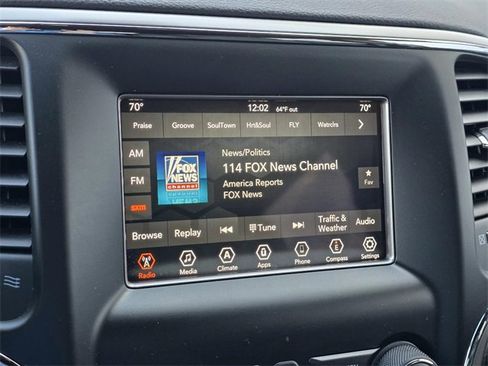 70° 12:02 64°F out 70°
Praise Groove SoulTown Hrt&Soul FLY Watrclrs
AM
FM
sxm
FOX
NEWS
channel
News/Politics
114 FOX News Channel
America Reports
FOX News
Fav
Browse Replay Tune Traffic & Weather Audio
Radio Media Climate Apps Phone Compass Settings